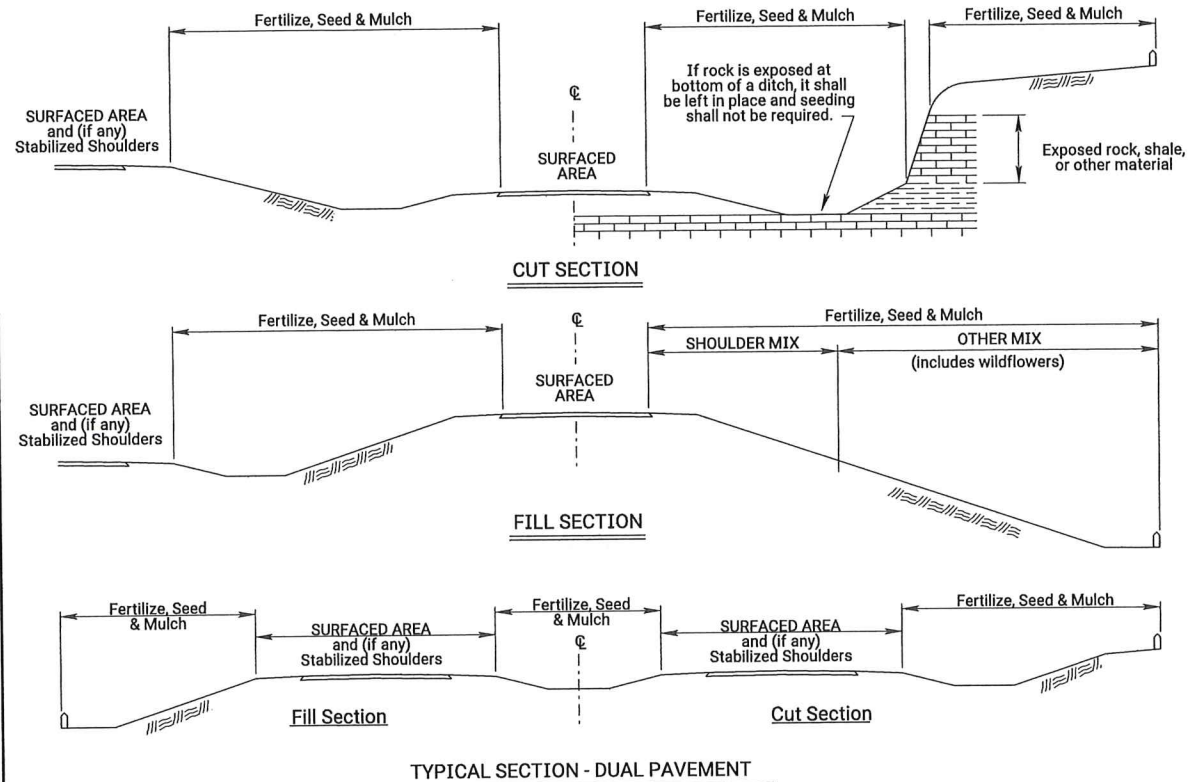 Fertilize, Seed & Mulch
Fertilize, Seed & Mulch
Fertilize, Seed & Mulch
If rock is exposed at
bottom of a ditch, it shall
be left in place and seeding
shall not be required.
℄
SURFACED AREA
and (if any)
Stabilized Shoulders
SURFACED
AREA
Exposed rock, shale,
or other material
CUT SECTION
Fertilize, Seed & Mulch
℄
Fertilize, Seed & Mulch
SHOULDER MIX
OTHER MIX
(includes wildflowers)
SURFACED
AREA
SURFACED AREA
and (if any)
Stabilized Shoulders
FILL SECTION
Fertilize, Seed
& Mulch
SURFACED AREA
and (if any)
Stabilized Shoulders
Fertilize, Seed
& Mulch
℄
SURFACED AREA
and (if any)
Stabilized Shoulders
Fertilize, Seed & Mulch
Fill Section
Cut Section
TYPICAL SECTION - DUAL PAVEMENT